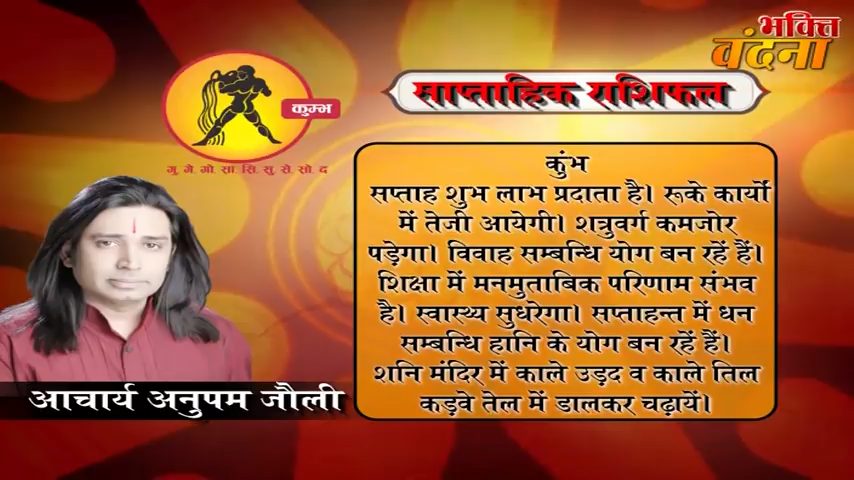 भक्ति
वंदना
साप्ताहिक राशिफल
कुम्भ
गु गे गो सा सि सु से सो द
कुंभ
सप्ताह शुभ लाभ प्रदाता है। रूके कार्यो
में तेजी आयेगी। शत्रुवर्ग कमजोर
पड़ेगा। विवाह सम्बन्धि योग बन रहें हैं।
शिक्षा में मनमुताबिक परिणाम संभव
है। स्वास्थ्य सुधरेगा। सप्ताहन्त में धन
सम्बन्धि हानि के योग बन रहें हैं।
शनि मंदिर में काले उड़द व काले तिल
कड़वे तेल में डालकर चढ़ायें।
आचार्य अनुपम जौली